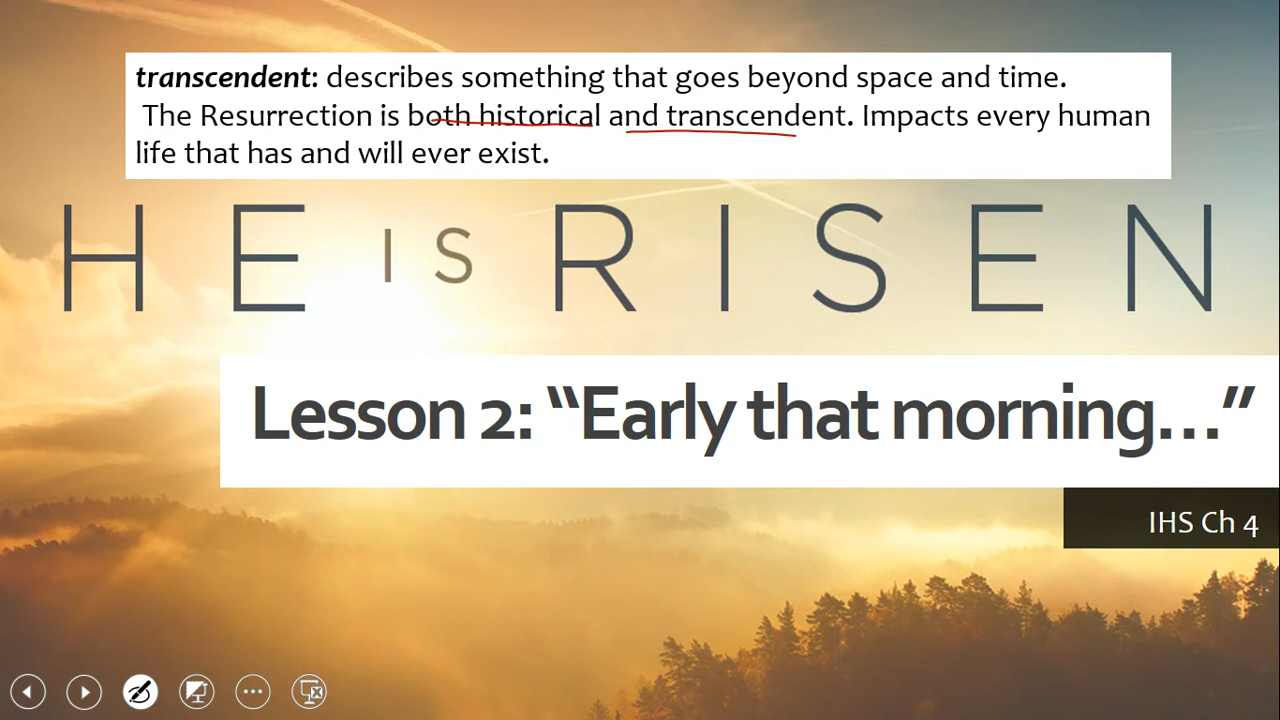 transcendent: describes something that goes beyond space and time.
The Resurrection is both historical and transcendent. Impacts every human
life that has and will ever exist.
HE IS RISEN
Lesson 2: “Early that morning…”
IHS Ch 4